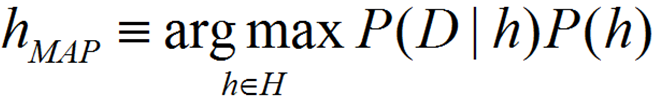 h_MAP ≡ arg max P(D | h)P(h)
h∈H